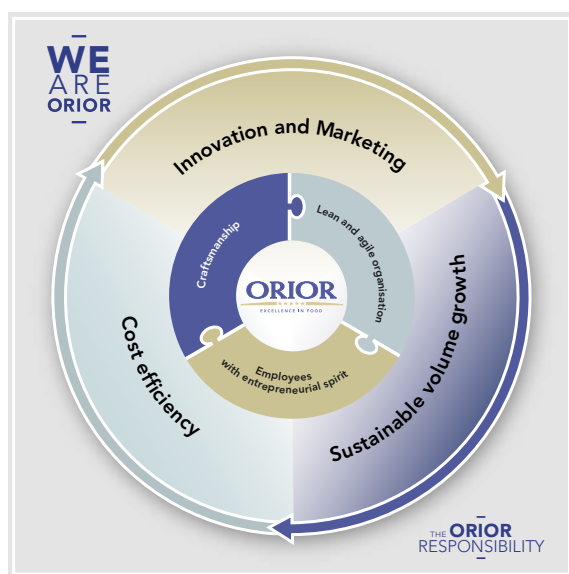 WE
ARE
ORIOR
Innovation and Marketing
Craftsmanship
Lean and agile organisation
ORIOR
EXCELLENCE IN FOOD
Employees
with entrepreneurial spirit
Cost efficiency
Sustainable volume growth
THE ORIOR
RESPONSIBILITY